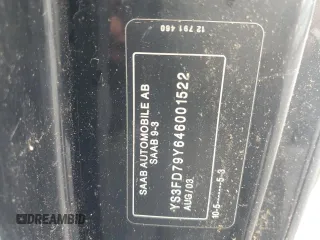 12 791 460
SAAB AUTOMOBILE AB
SAAB 9-3
YS3FD79Y646001522
AUG/03
10-5......5-3
DREAMBID